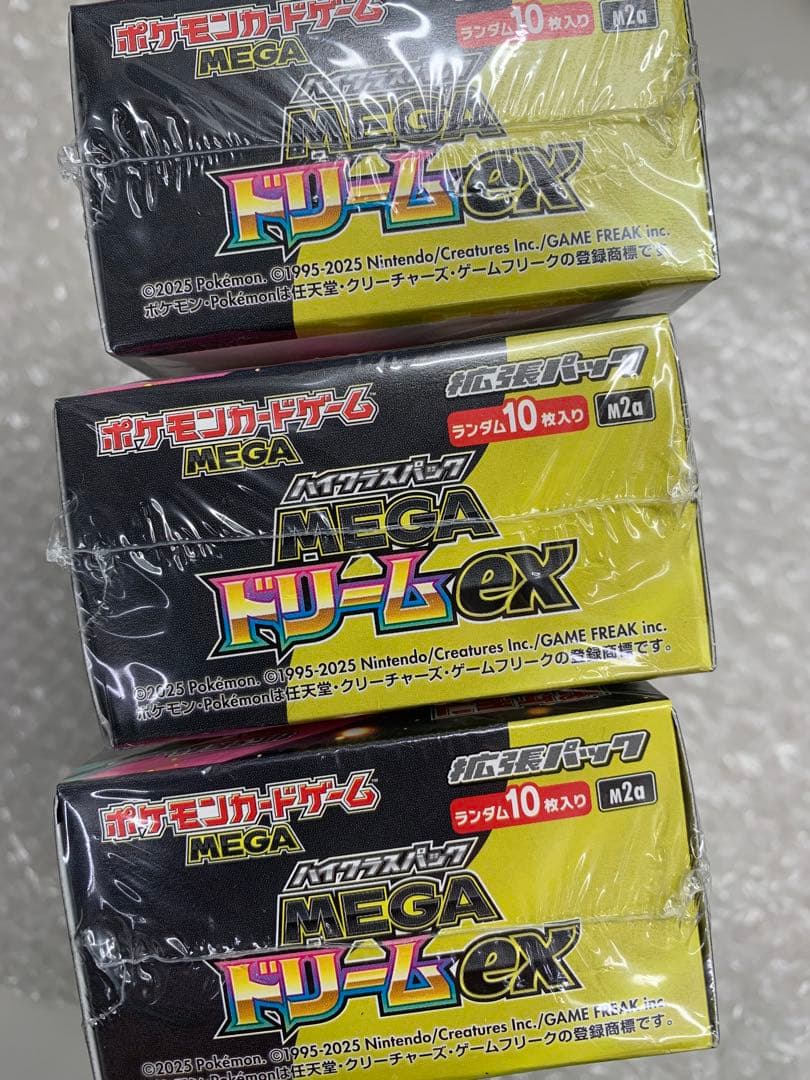 ポケモンカードゲーム
MEGA
ランダム10枚入り
M2a
ハイクラスパック
MEGA
ドリームex
©2025 Pokémon. ©1995-2025 Nintendo/Creatures Inc./GAME FREAK inc.
ポケモン・Pokémonは任天堂・クリーチャーズ・ゲームフリークの登録商標です
拡張パック
ポケモンカードゲーム
MEGA
ランダム10枚入り
M2a
ハイクラスパック
MEGA
ドリームex
©2025 Pokémon. ©1995-2025 Nintendo/Creatures Inc./GAME FREAK inc.
ポケモン・Pokémonは任天堂・クリーチャーズ・ゲームフリークの登録商標です。
拡張パック
ポケモンカードゲーム
MEGA
ランダム10枚入り
M2a
ハイクラスパック
MEGA
ドリームex
©2025 Pokémon. ©1995-2025 Nintendo/Creatures Inc./GAME FREAK inc
ポケモン・Pokémonは任天堂・クリーチャーズ・ゲームフリークの登録商標です。